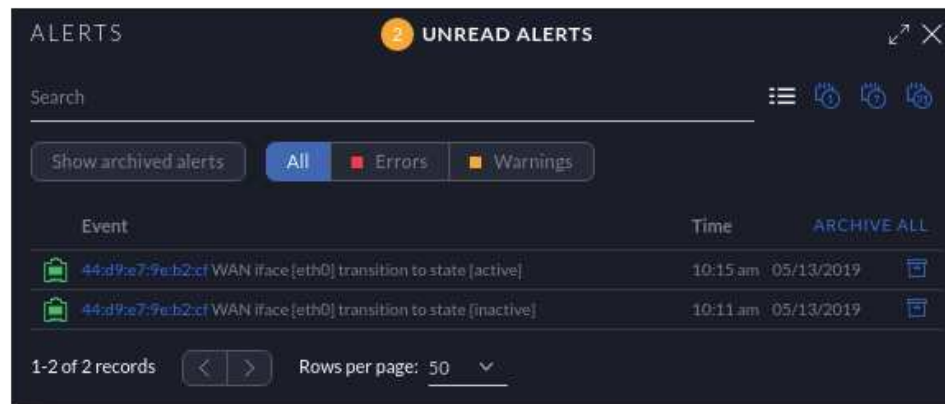 ALERTS
2 UNREAD ALERTS
Search
1 7 31
Show archived alerts All Errors Warnings
Event Time ARCHIVE ALL
44:d9:e7:9e:b2:cf WAN iface [eth0] transition to state [active] 10:15 am 05/13/2019
44:d9:e7:9e:b2:cf WAN iface [eth0] transition to state [inactive] 10:11 am 05/13/2019
1-2 of 2 records < > Rows per page: 50